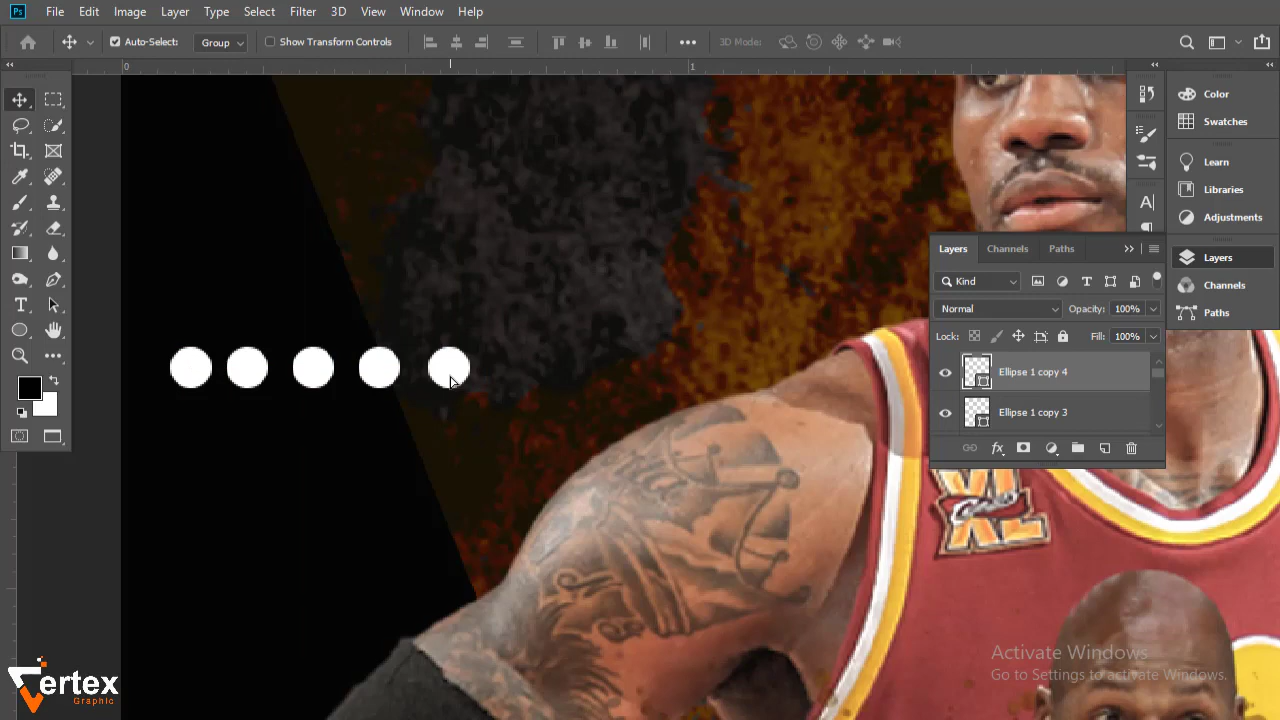 Ps File Edit Image Layer Type Select Filter 3D View Window Help
Auto-Select: Group Show Transform Controls 3D Mode:
0 1
Color
Swatches
Learn
Libraries
Adjustments
Layers
Channels
Paths
Layers Channels Paths
Kind
Normal Opacity: 100%
Lock: Fill: 100%
Ellipse 1 copy 4
Ellipse 1 copy 3
Activate Windows
Go to Settings to activate Windows.
Vertex
Graphic